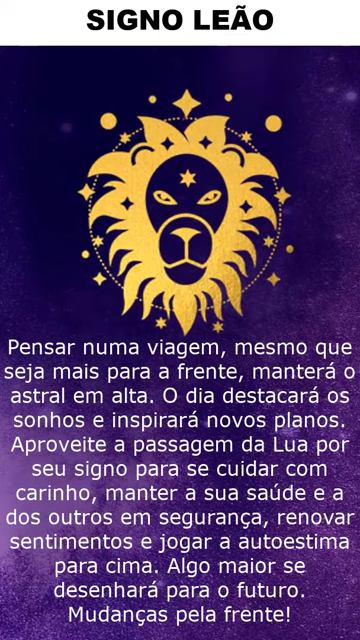 SIGNO LEÃO
Pensar numa viagem, mesmo que
seja mais para a frente, manterá o
astral em alta. O dia destacará os
sonhos e inspirará novos planos.
Aproveite a passagem da Lua por
seu signo para se cuidar com
carinho, manter a sua saúde e a
dos outros em segurança, renovar
sentimentos e jogar a autoestima
para cima. Algo maior se
desenhará para o futuro.
Mudanças pela frente!